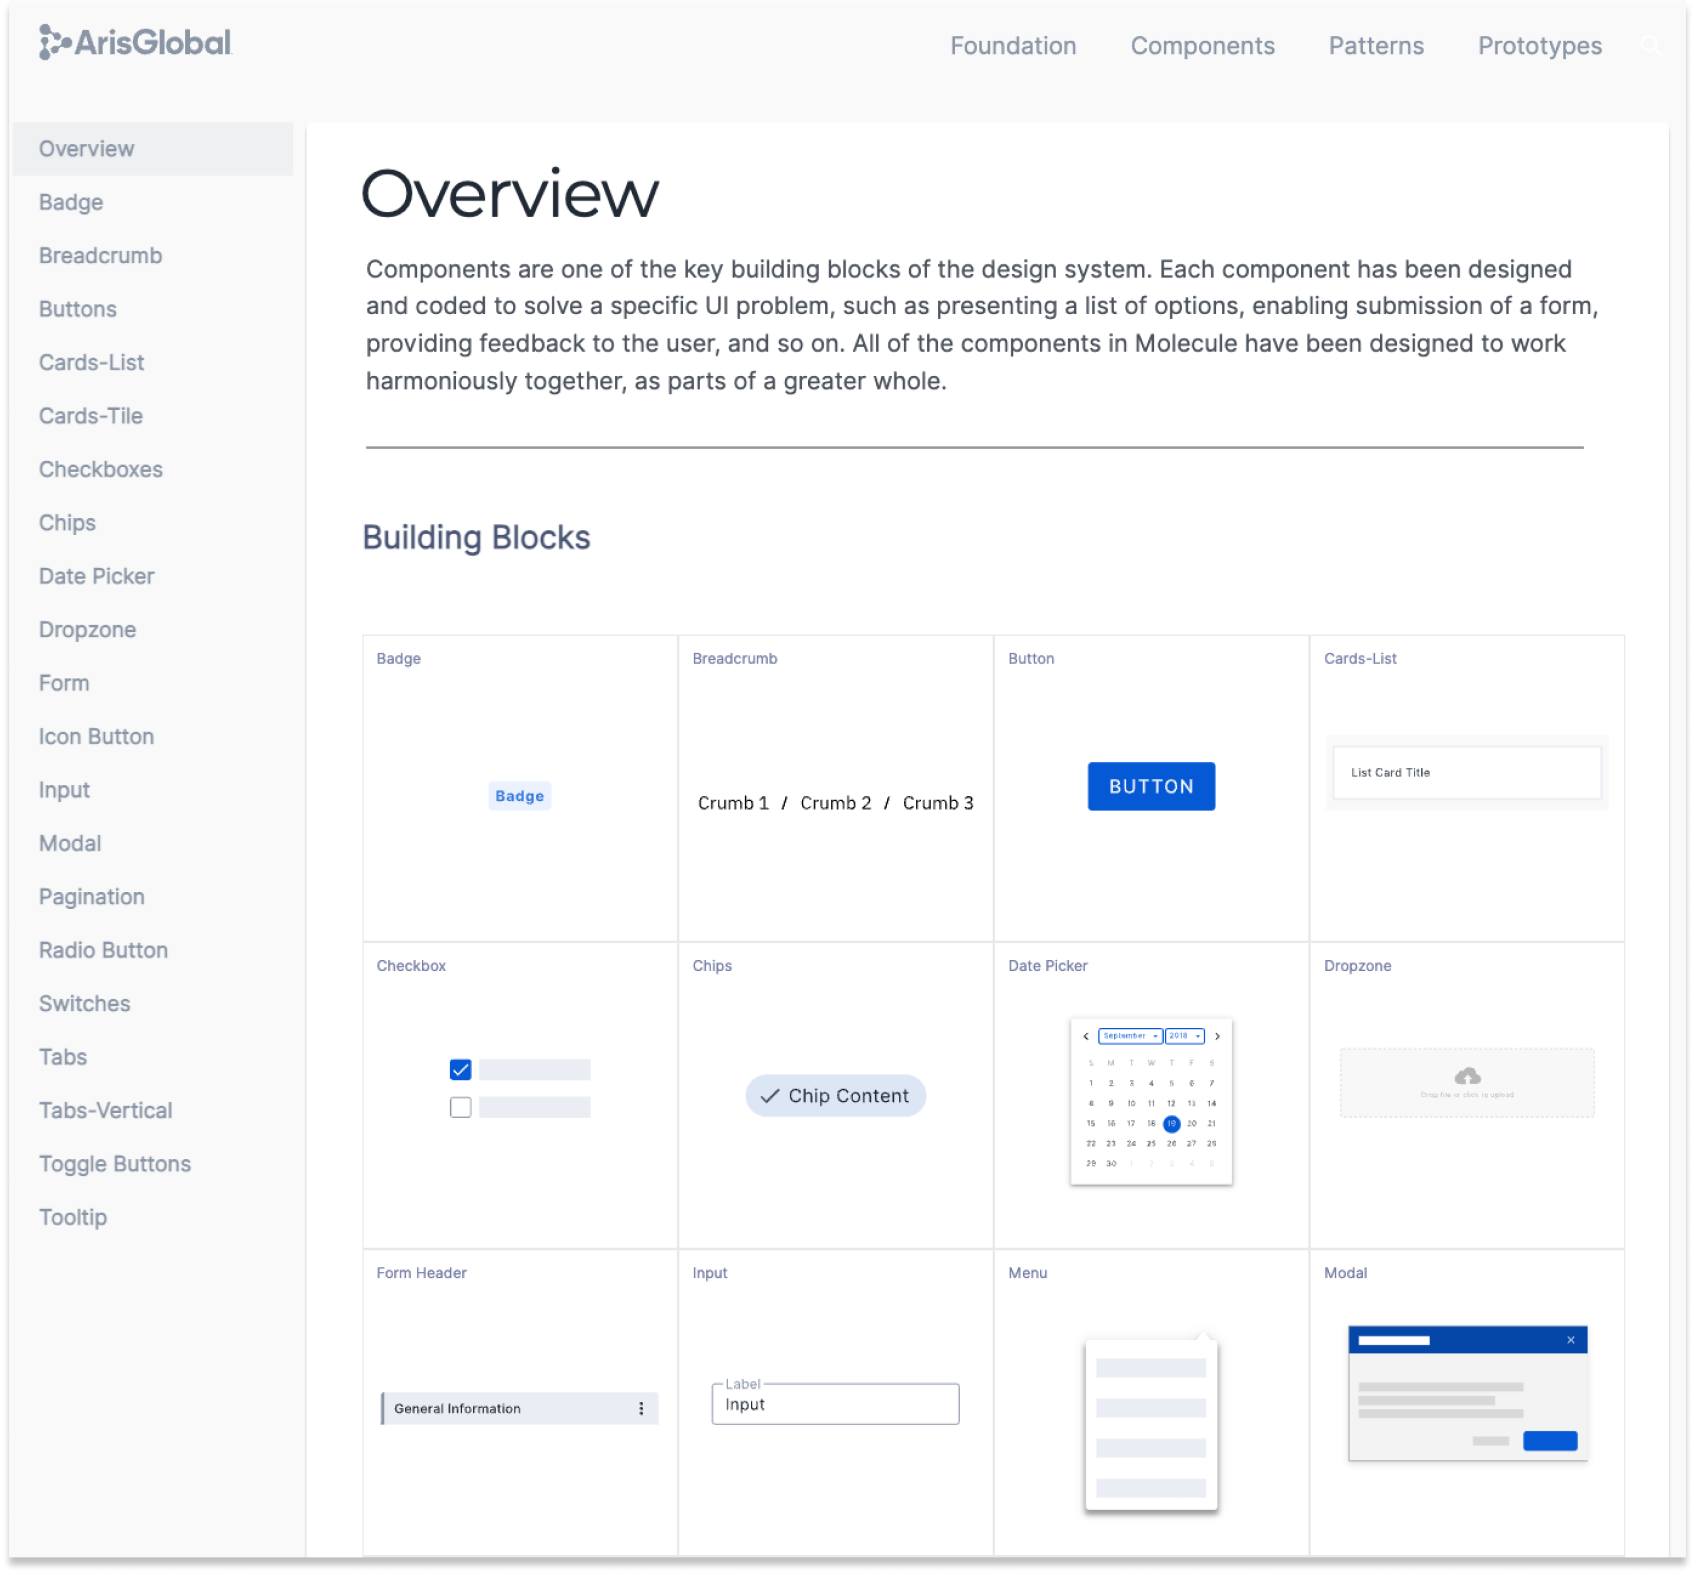 ArisGlobal
Foundation
Components
Patterns
Prototypes
Overview
Badge
Breadcrumb
Buttons
Cards-List
Cards-Tile
Checkboxes
Chips
Date Picker
Dropzone
Form
Icon Button
Input
Modal
Pagination
Radio Button
Switches
Tabs
Tabs-Vertical
Toggle Buttons
Tooltip
Overview
Components are one of the key building blocks of the design system. Each component has been designed
and coded to solve a specific UI problem, such as presenting a list of options, enabling submission of a form,
providing feedback to the user, and so on. All of the components in Molecule have been designed to work
harmoniously together, as parts of a greater whole.
Building Blocks
Badge
Badge
Breadcrumb
Crumb 1 / Crumb 2 / Crumb 3
Button
BUTTON
Cards-List
List Card Title
Checkbox
Chips
Chip Content
Date Picker
September 2018
S M T W T F S
1 2 3 4 5 6 7
8 9 10 11 12 13 14
15 16 17 18 19 20 21
22 23 24 25 26 27 28
29 30 1 2 3 4 5
Dropzone
Drop file or click to upload
Form Header
General Information
Input
Label
Input
Menu
Modal